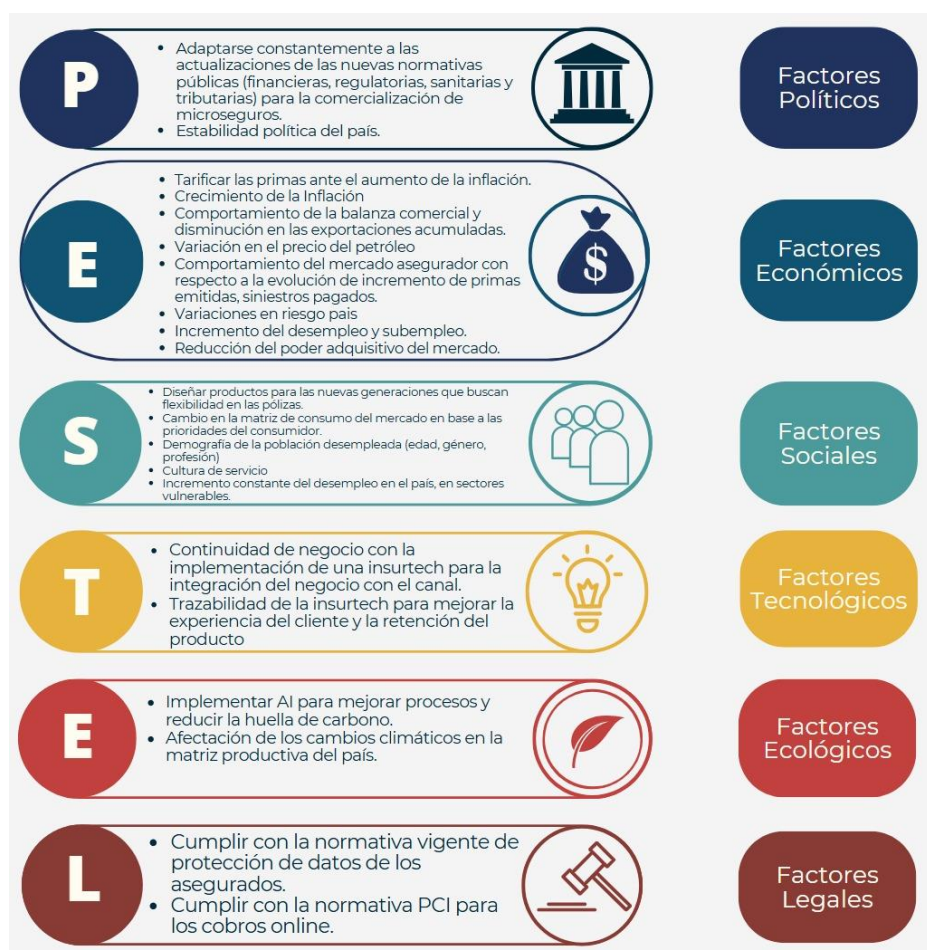 P
• Adaptarse constantemente a las
actualizaciones de las nuevas normativas
públicas (financieras, regulatorias, sanitarias y
tributarias) para la comercialización de
microseguros.
• Estabilidad política del país.
Factores
Políticos
E
• Tarificar las primas ante el aumento de la inflación.
• Crecimiento de la Inflación
• Comportamiento de la balanza comercial y
disminución en las exportaciones acumuladas.
• Variación en el precio del petróleo
• Comportamiento del mercado asegurador con
respecto a la evolución de incremento de primas
emitidas, siniestros pagados.
• Variaciones en riesgo pais
• Incremento del desempleo y subempleo.
• Reducción del poder adquisitivo del mercado.
$
Factores
Económicos
S
• Diseñar productos para las nuevas generaciones que buscan
flexibilidad en las pólizas.
• Cambio en la matriz de consumo del mercado en base a las
prioridades del consumidor.
• Demografía de la población desempleada (edad, género,
profesión)
• Cultura de servicio
• Incremento constante del desempleo en el país, en sectores
vulnerables.
Factores
Sociales
T
• Continuidad de negocio con la
implementación de una insurtech para la
integración del negocio con el canal.
• Trazabilidad de la insurtech para mejorar la
experiencia del cliente y la retención del
producto
Factores
Tecnológicos
E
• Implementar AI para mejorar procesos y
reducir la huella de carbono.
• Afectación de los cambios climáticos en la
matriz productiva del país.
Factores
Ecológicos
L
• Cumplir con la normativa vigente de
protección de datos de los
asegurados.
• Cumplir con la normativa PCI para
los cobros online.
Factores
Legales